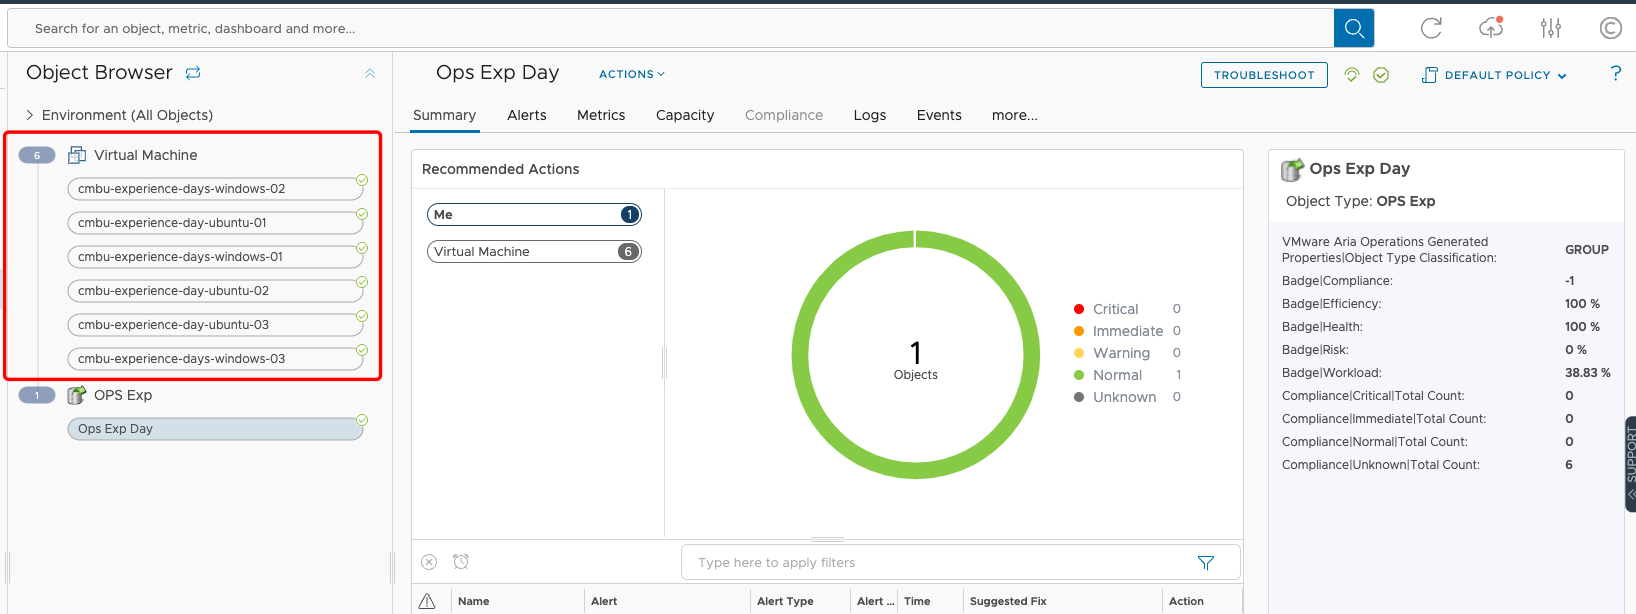 Search for an object, metric, dashboard and more...
Object Browser
Environment (All Objects)
6 Virtual Machine
cmbu-experience-days-windows-02
cmbu-experience-day-ubuntu-01
cmbu-experience-days-windows-01
cmbu-experience-day-ubuntu-02
cmbu-experience-day-ubuntu-03
cmbu-experience-days-windows-03
1 OPS Exp
Ops Exp Day
Ops Exp Day ACTIONS
TROUBLESHOOT DEFAULT POLICY ?
Summary Alerts Metrics Capacity Compliance Logs Events more...
Recommended Actions
Me 1
Virtual Machine 6
1
Objects
Critical 0
Immediate 0
Warning 0
Normal 1
Unknown 0
Type here to apply filters
Name Alert Alert Type Alert ... Time Suggested Fix Action
Ops Exp Day
Object Type: OPS Exp
VMware Aria Operations Generated
Properties|Object Type Classification: GROUP
Badge|Compliance: -1
Badge|Efficiency: 100 %
Badge|Health: 100 %
Badge|Risk: 0 %
Badge|Workload: 38.83 %
Compliance|Critical|Total Count: 0
Compliance|Immediate|Total Count: 0
Compliance|Normal|Total Count: 0
Compliance|Unknown|Total Count: 6
SUPPORT